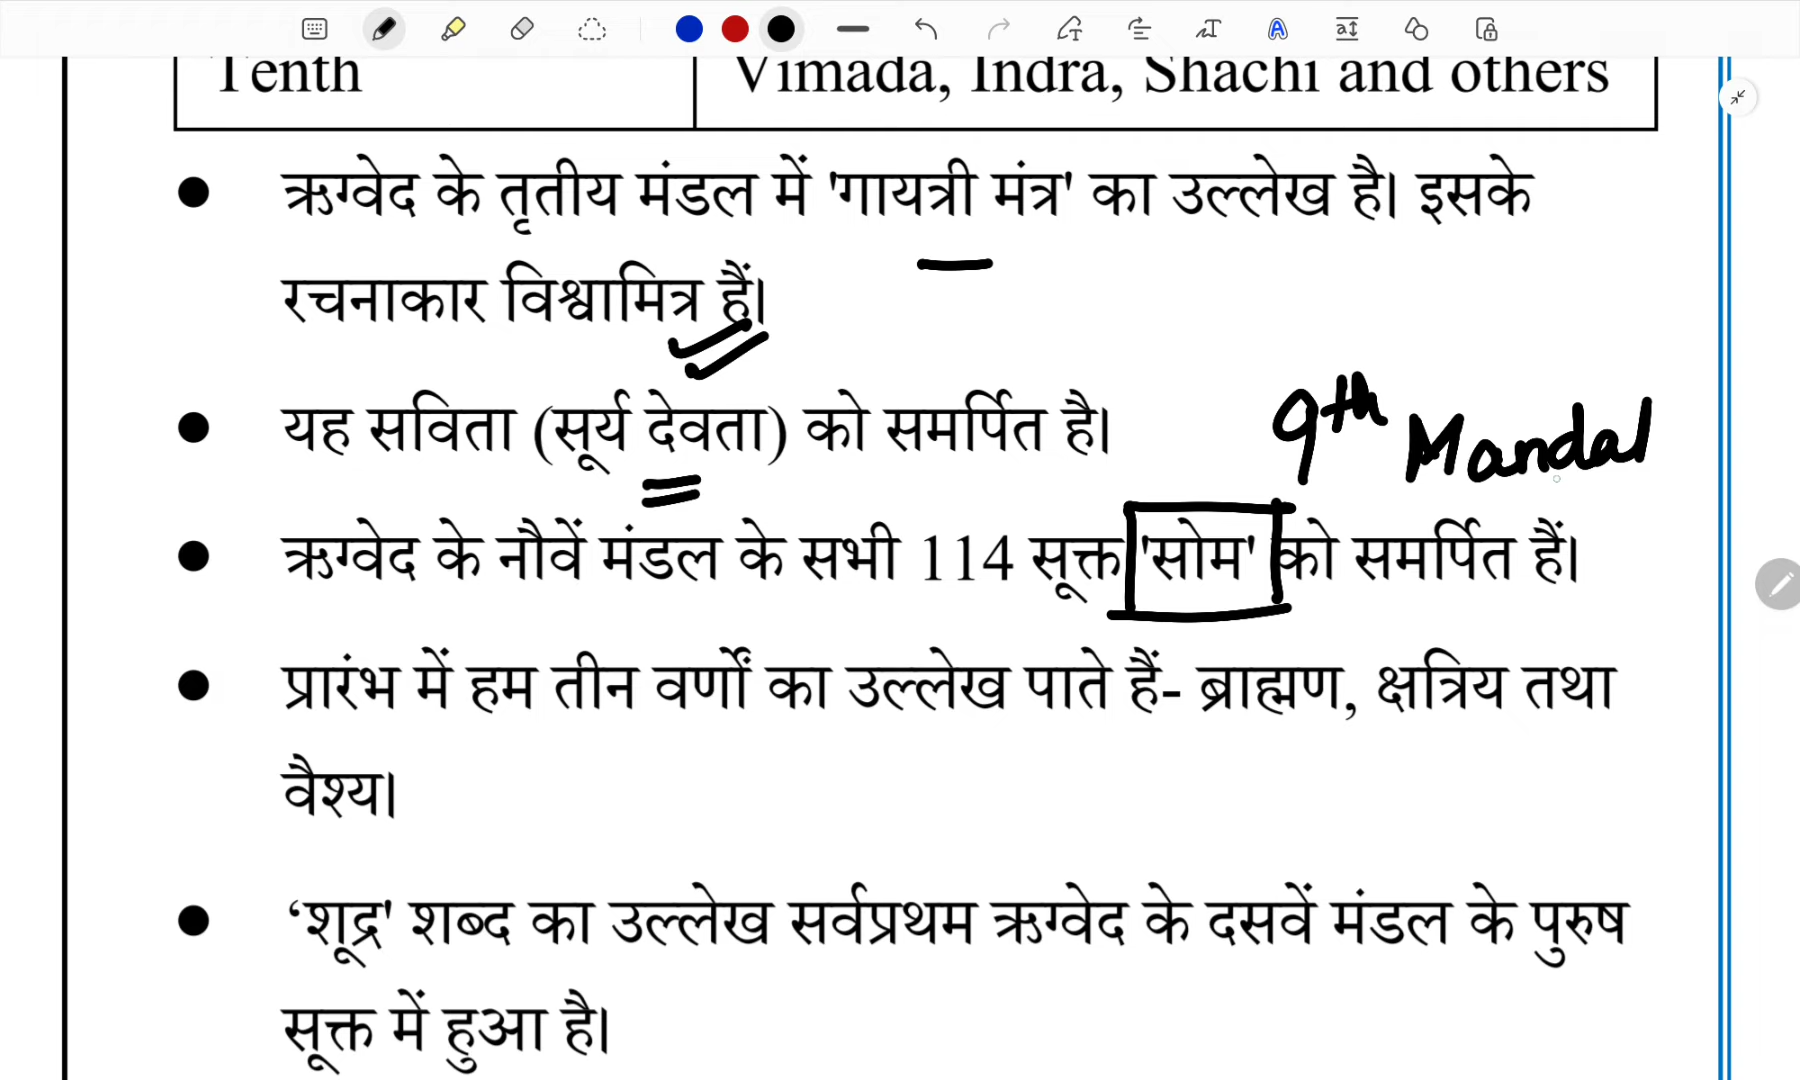 Tenth Vimada, Indra, Shachi and others
● ऋग्वेद के तृतीय मंडल में 'गायत्री मंत्र' का उल्लेख है। इसके
रचनाकार विश्वामित्र हैं।
● यह सविता (सूर्य देवता) को समर्पित है।
9th Mandal
● ऋग्वेद के नौवें मंडल के सभी 114 सूक्त 'सोम' को समर्पित हैं।
● प्रारंभ में हम तीन वर्णों का उल्लेख पाते हैं- ब्राह्मण, क्षत्रिय तथा
वैश्य।
● ‘शूद्र' शब्द का उल्लेख सर्वप्रथम ऋग्वेद के दसवें मंडल के पुरुष
सूक्त में हुआ है।